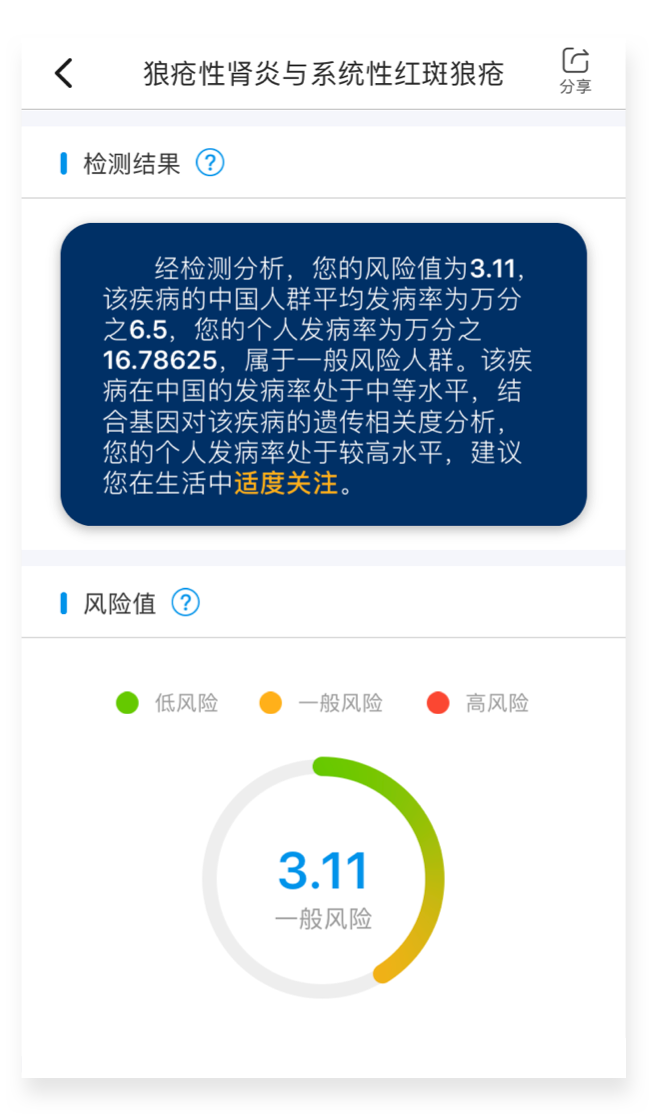 狼疮性肾炎与系统性红斑狼疮
分享
检测结果 ?
经检测分析，您的风险值为3.11，
该疾病的中国人群平均发病率为万分
之6.5，您的个人发病率为万分之
16.78625，属于一般风险人群。该疾
病在中国的发病率处于中等水平，结
合基因对该疾病的遗传相关度分析，
您的个人发病率处于较高水平，建议
您在生活中适度关注。
风险值 ?
低风险 一般风险 高风险
3.11
一般风险